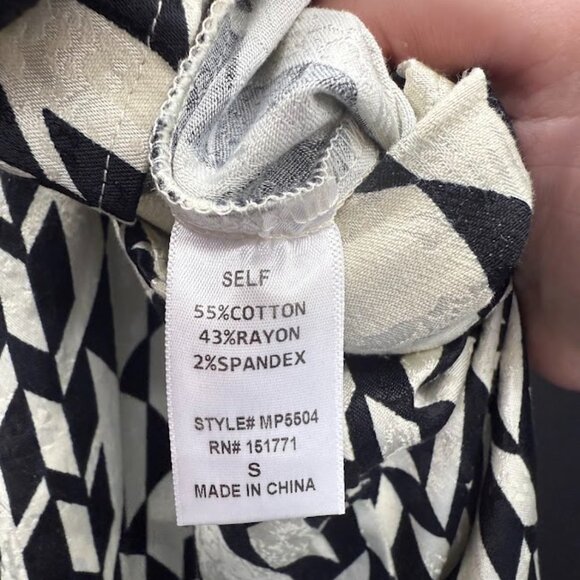 SELF
55%COTTON
43%RAYON
2%SPANDEX
STYLE# MP5504
RN# 151771
S
MADE IN CHINA